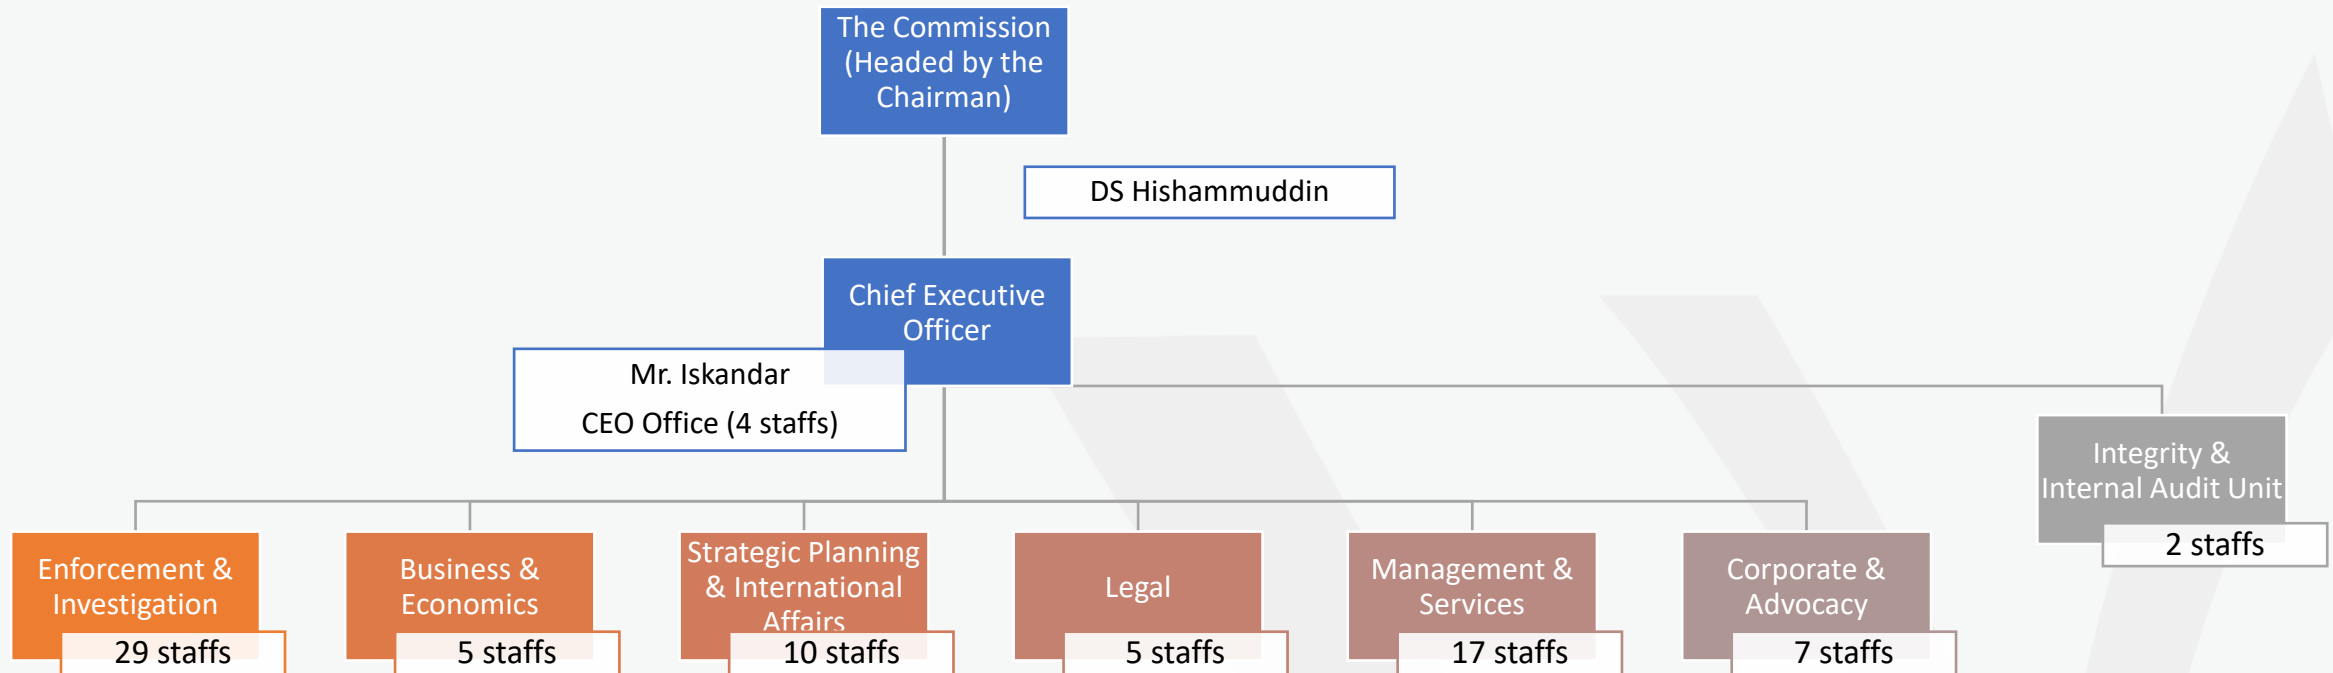 The Commission
(Headed by the
Chairman)
DS Hishammuddin
Chief Executive
Officer
Mr. Iskandar
CEO Office (4 staffs)
Integrity &
Internal Audit Unit
2 staffs
Enforcement &
Investigation
29 staffs
Business &
Economics
5 staffs
Strategic Planning
& International
Affairs
10 staffs
Legal
5 staffs
Management &
Services
17 staffs
Corporate &
Advocacy
7 staffs